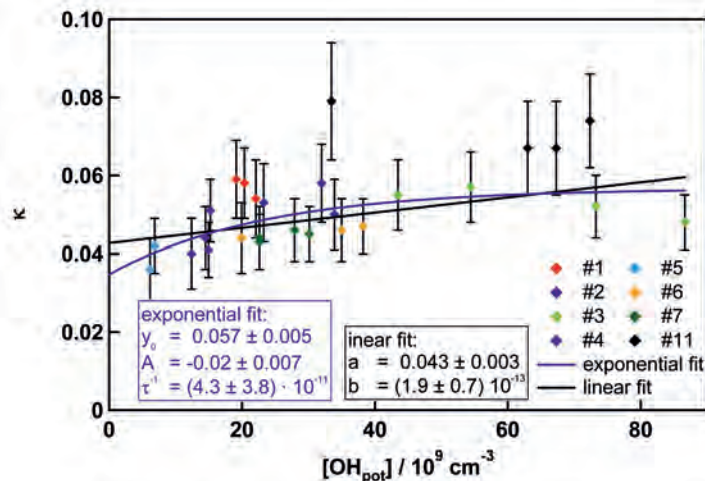 0.10
0.08
0.06
0.04
0.02
0
κ
0
20
40
60
80
[OHpot] / 10⁹ cm⁻³
exponential fit:
y₀ = 0.057 ± 0.005
A = -0.02 ± 0.007
τ⁻¹ = (4.3 ± 3.8) · 10⁻¹¹
inear fit:
a = 0.043 ± 0.003
b = (1.9 ± 0.7) 10⁻¹³
#1 #5
#2 #6
#3 #7
#4 #11
exponential fit
linear fit